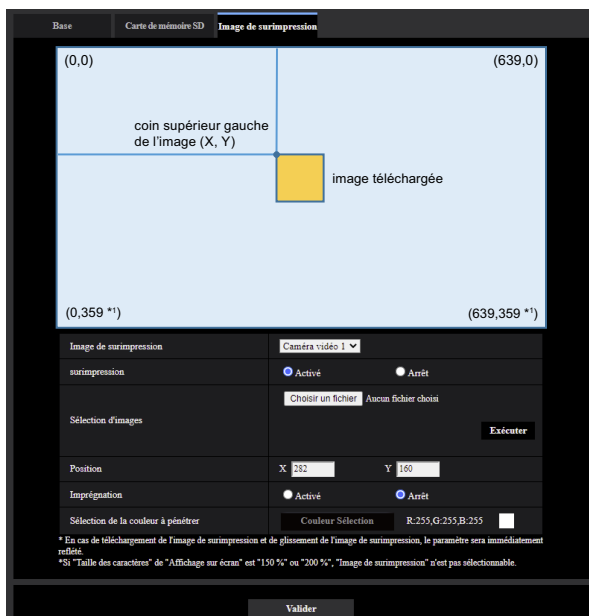 Base Carte de mémoire SD Image de surimpression
(0,0) (639,0)
coin supérieur gauche
de l'image (X, Y)
image téléchargée
(0,359 *1) (639,359 *1)
Image de surimpression Caméra vidéo 1
surimpression Activé Arrêt
Choisir un fichier Aucun fichier choisi
Sélection d'images
Exécuter
Position X 282 Y 160
Imprégnation Activé Arrêt
Sélection de la couleur à pénétrer Couleur Sélection R:255,G:255,B:255
* En cas de téléchargement de l'image de surimpression et de glissement de l'image de surimpression, le paramètre sera immédiatement
reflété.
*Si "Taille des caractères" de "Affichage sur écran" est "150 %" ou "200 %", "Image de surimpression" n'est pas sélectionnable.
Valider